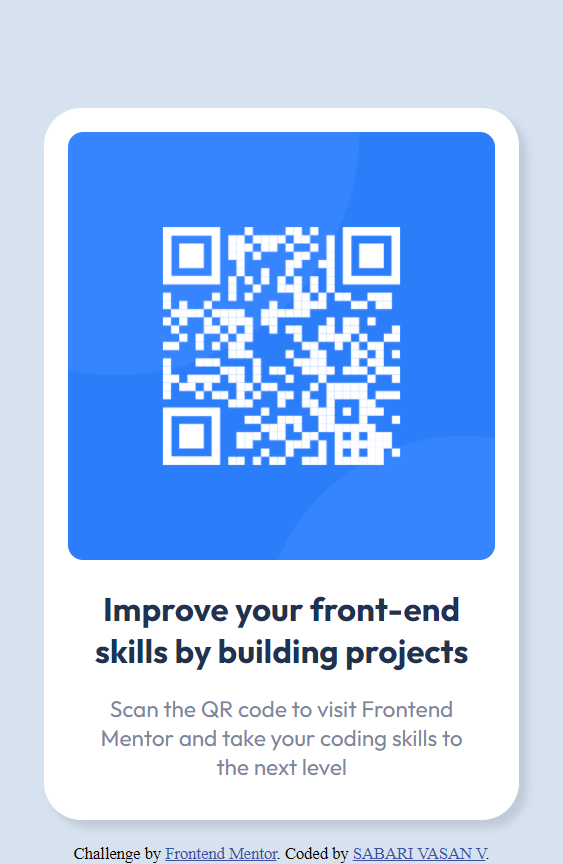 Improve your front-end
skills by building projects
Scan the QR code to visit Frontend
Mentor and take your coding skills to
the next level
Challenge by Frontend Mentor. Coded by SABARI VASAN V.